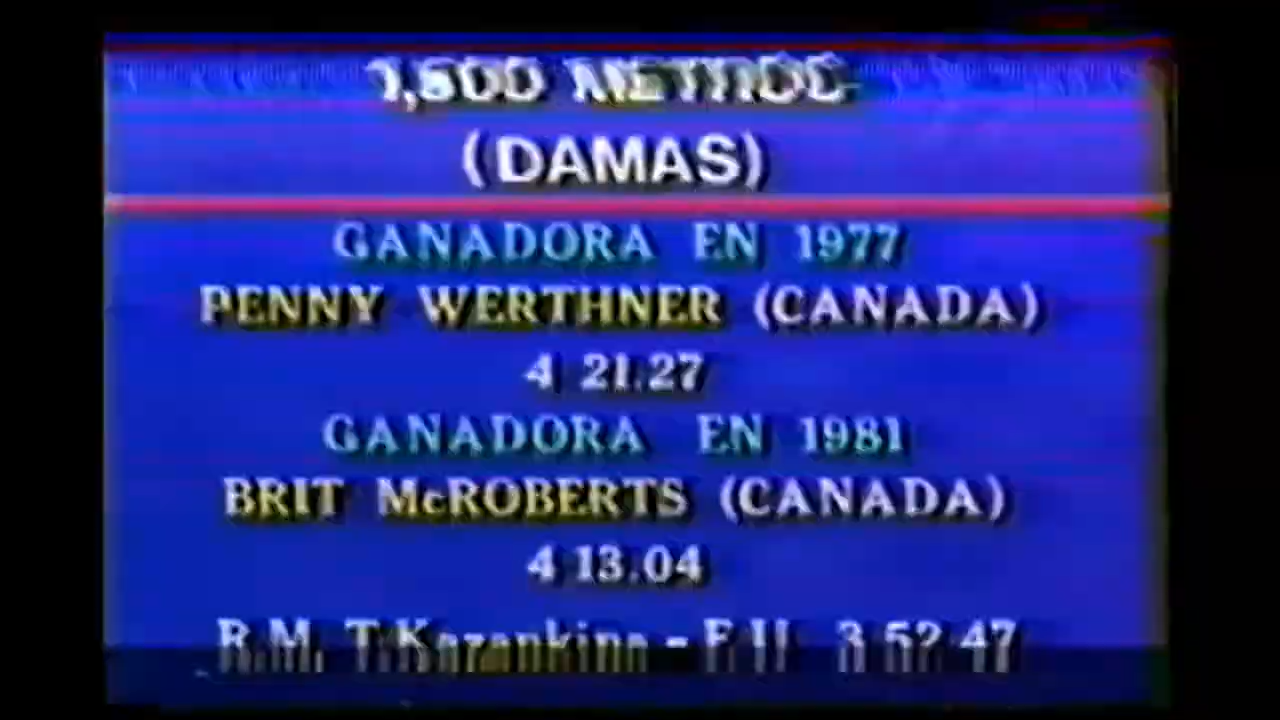 1,500 METROS
(DAMAS)
GANADORA EN 1977
PENNY WERTHNER (CANADA)
4 21.27
GANADORA EN 1981
BRIT McROBERTS (CANADA)
4 13.04
R.M. T.Kazankina - 3.52.47